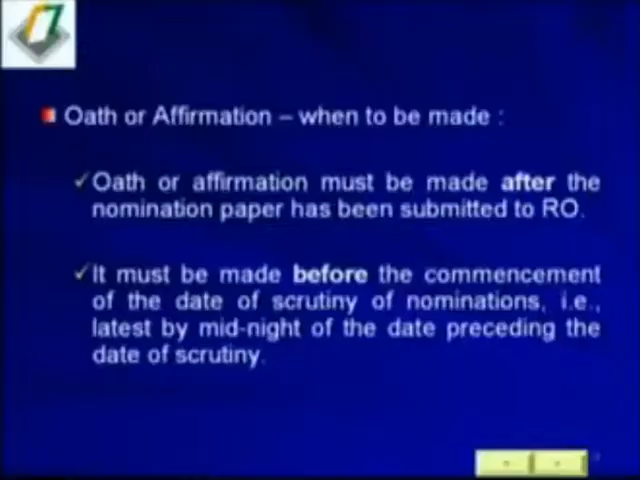 Oath or Affirmation – when to be made :
Oath or affirmation must be made after the
nomination paper has been submitted to RO.
It must be made before the commencement
of the date of scrutiny of nominations, i.e.,
latest by mid-night of the date preceding the
date of scrutiny.